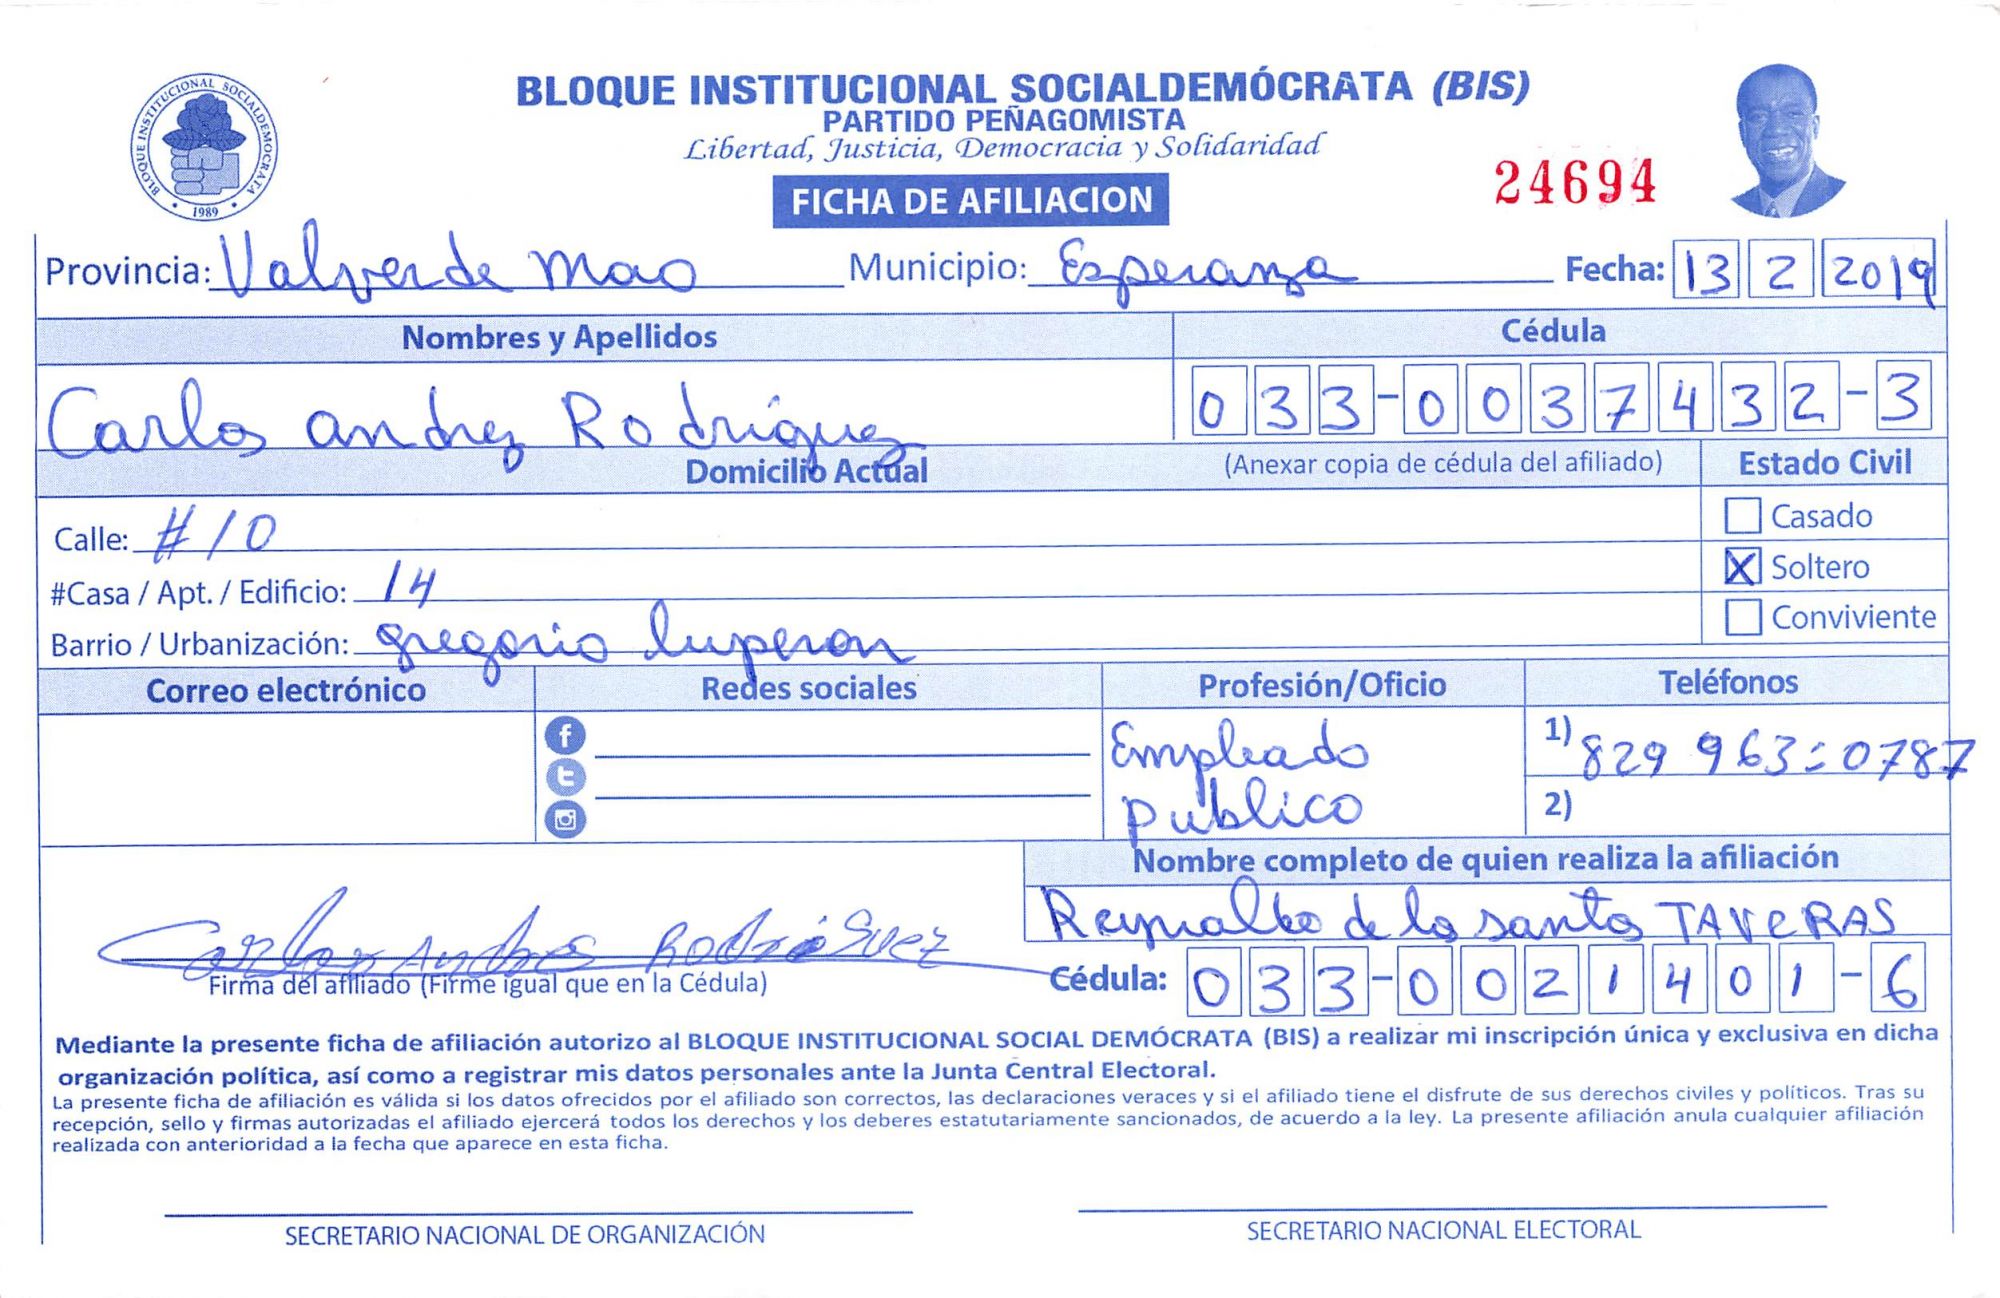 BLOQUE INSTITUCIONAL SOCIALDEMÓCRATA (BIS)
PARTIDO PEÑAGOMISTA
Libertad, Justicia, Democracia y Solidaridad
FICHA DE AFILIACION
24694
BLOQUE INSTITUCIONAL SOCIALDEMOCRATA
1989
Provincia: Valverde Mao Municipio: Esperanza Fecha: 13 2 2019
Nombres y Apellidos Cédula
Carlos andres Rodríguez 033-0037432-3
Domicilio Actual (Anexar copia de cédula del afiliado) Estado Civil
Calle: #10 Casado
#Casa / Apt. / Edificio: 14 X Soltero
Barrio / Urbanización: gregorio luperon Conviviente
Correo electrónico Redes sociales Profesión/Oficio Teléfonos
Empleado 1) 829 963-0787
publico 2)
Nombre completo de quien realiza la afiliación
Reynaldo de los santos TAVERAS
Carlos Andres Rodriguez
Firma del afiliado (Firme igual que en la Cédula) Cédula: 033-0021401-6
Mediante la presente ficha de afiliación autorizo al BLOQUE INSTITUCIONAL SOCIAL DEMÓCRATA (BIS) a realizar mi inscripción única y exclusiva en dicha
organización política, así como a registrar mis datos personales ante la Junta Central Electoral.
La presente ficha de afiliación es válida si los datos ofrecidos por el afiliado son correctos, las declaraciones veraces y si el afiliado tiene el disfrute de sus derechos civiles y políticos. Tras su
recepción, sello y firmas autorizadas el afiliado ejercerá todos los derechos y los deberes estatutariamente sancionados, de acuerdo a la ley. La presente afiliación anula cualquier afiliación
realizada con anterioridad a la fecha que aparece en esta ficha.
SECRETARIO NACIONAL DE ORGANIZACIÓN SECRETARIO NACIONAL ELECTORAL